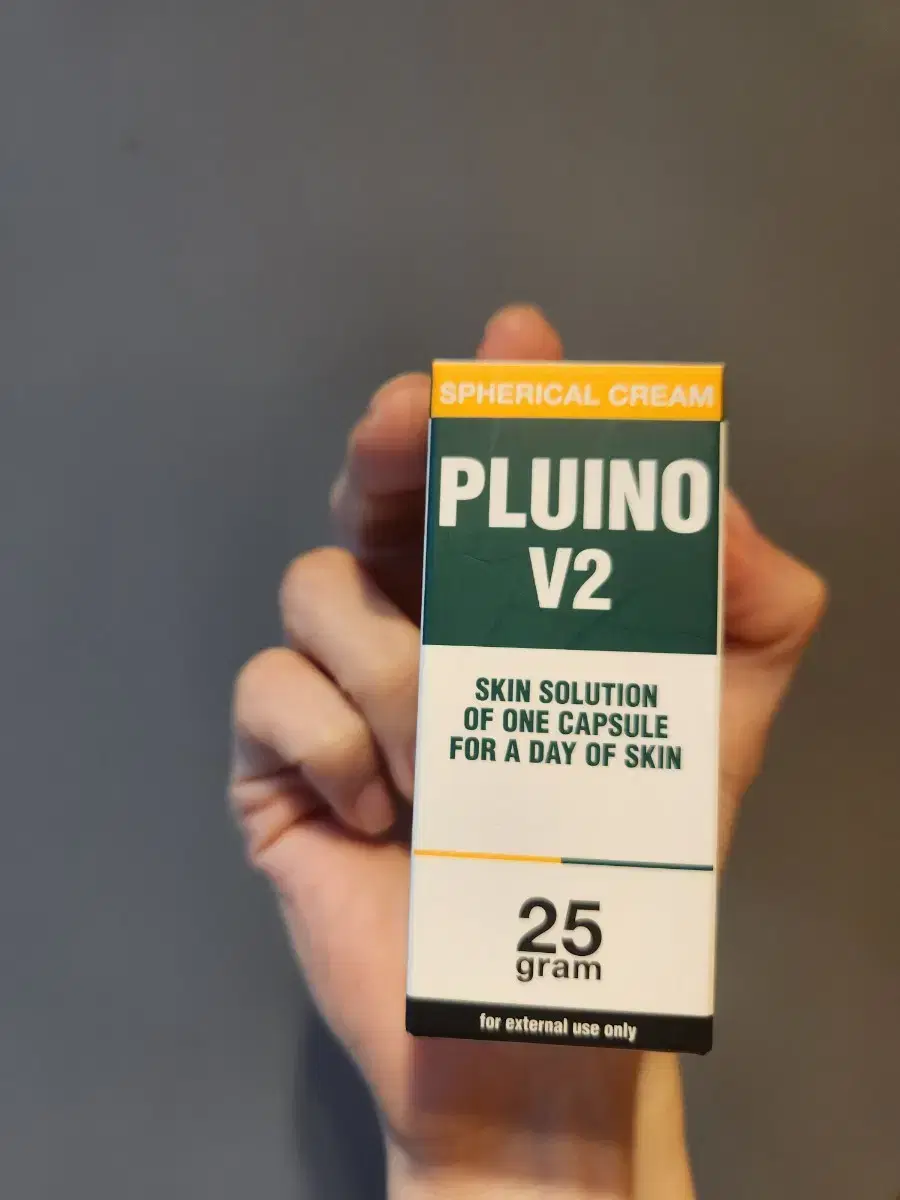 SPHERICAL CREAM
PLUINO
V2
SKIN SOLUTION
OF ONE CAPSULE
FOR A DAY OF SKIN
25
gram
for external use only